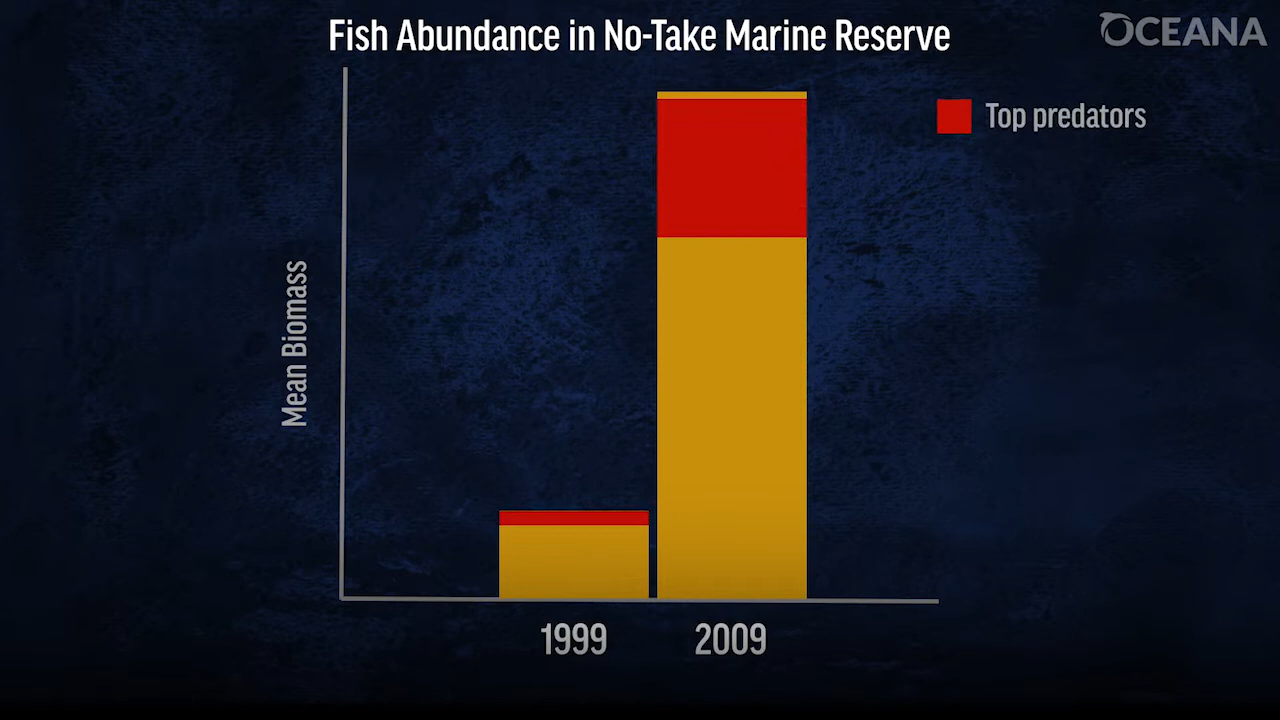 Fish Abundance in No-Take Marine Reserve
OCEANA
Top predators
Mean Biomass
1999
2009